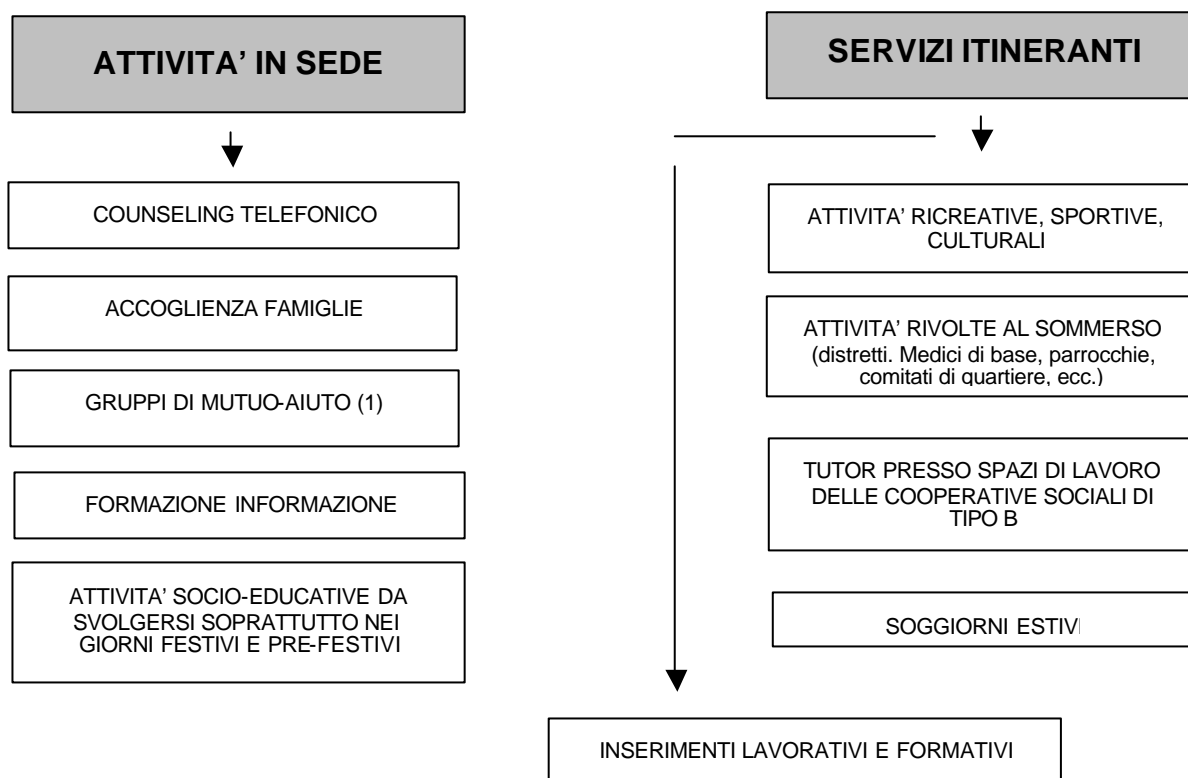 ATTIVITA’ IN SEDE
COUNSELING TELEFONICO
ACCOGLIENZA FAMIGLIE
GRUPPI DI MUTUO-AIUTO (1)
FORMAZIONE INFORMAZIONE
ATTIVITA’ SOCIO-EDUCATIVE DA
SVOLGERSI SOPRATTUTTO NEI
GIORNI FESTIVI E PRE-FESTIVI
SERVIZI ITINERANTI
ATTIVITA’ RICREATIVE, SPORTIVE,
CULTURALI
ATTIVITA’ RIVOLTE AL SOMMERSO
(distretti. Medici di base, parrocchie,
comitati di quartiere, ecc.)
TUTOR PRESSO SPAZI DI LAVORO
DELLE COOPERATIVE SOCIALI DI
TIPO B
SOGGIORNI ESTIVI
INSERIMENTI LAVORATIVI E FORMATIVI